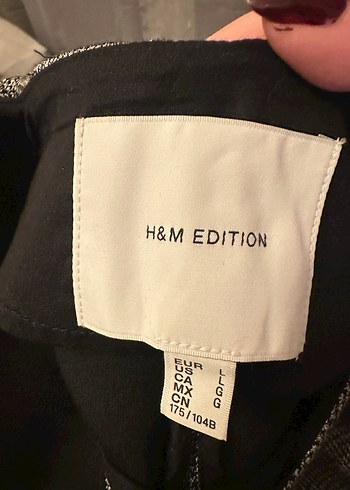 H&M EDITION
EUR L
US L
CA G
MX G
CN
175/104B